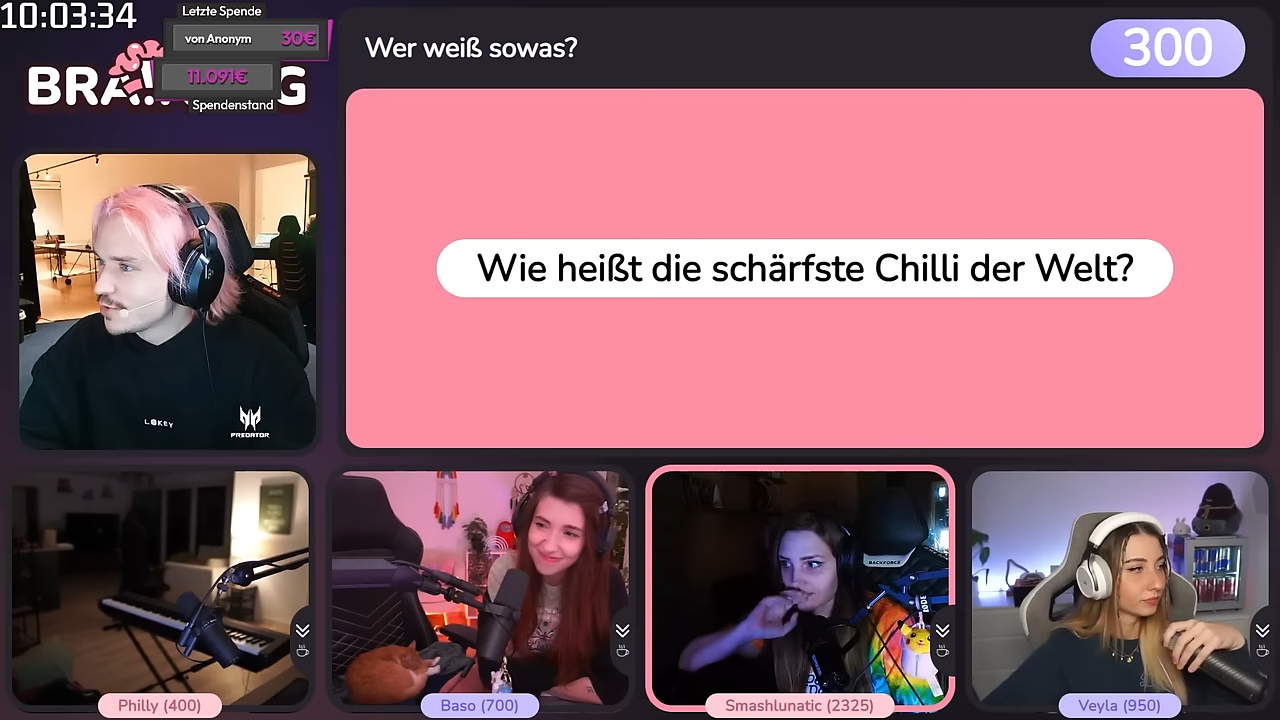 10:03:34
Letzte Spende
von Anonym 30€
11.091€
Spendenstand
Wer weiß sowas?
300
Wie heißt die schärfste Chilli der Welt?
LOKEY
PREDATOR
BACKFORCE
Philly (400)
Baso (700)
Smashlunatic (2325)
Veyla (950)